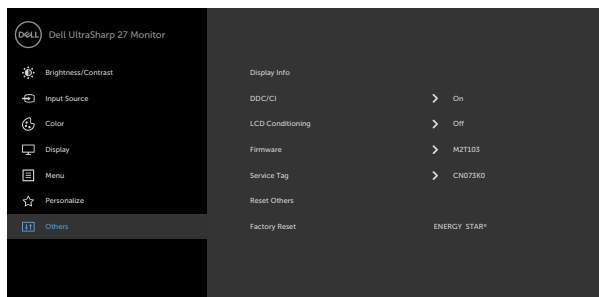 DELL Dell UltraSharp 27 Monitor
Brightness/Contrast Display Info
Input Source DDC/CI On
Color LCD Conditioning Off
Display Firmware M2T103
Menu Service Tag CN073K0
Personalize Reset Others
Others Factory Reset ENERGY STAR®